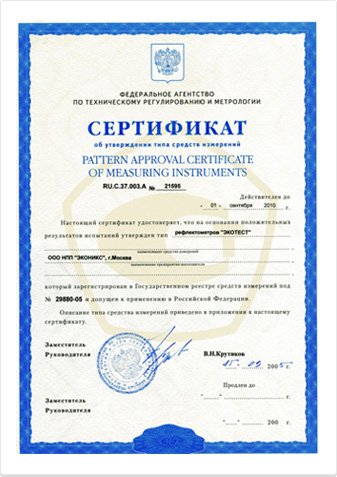 ФЕДЕРАЛЬНОЕ АГЕНТСТВО
ПО ТЕХНИЧЕСКОМУ РЕГУЛИРОВАНИЮ И МЕТРОЛОГИИ
СЕРТИФИКАТ
об утверждении типа средств измерений
PATTERN APPROVAL CERTIFICATE
OF MEASURING INSTRUMENTS
RU.C.37.003.A № 21595
Действителен до
" 01 " сентября 2010 г.
Настоящий сертификат удостоверяет, что на основании положительных
результатов испытаний утвержден тип рефлектометров "ЭКОТЕСТ"
наименование средства измерений
ООО НПП "ЭКОНИКС", г.Москва
наименование предприятия-изготовителя
который зарегистрирован в Государственном реестре средств измерений под
№ 29880-05 и допущен к применению в Российской Федерации.
Описание типа средства измерений приведено в приложении к настоящему
сертификату.
Заместитель
Руководителя
В.Н.Крутиков
" 15 " 09 2005 г.
Продлен до
" " г.
Заместитель
Руководителя
" " 200 г.